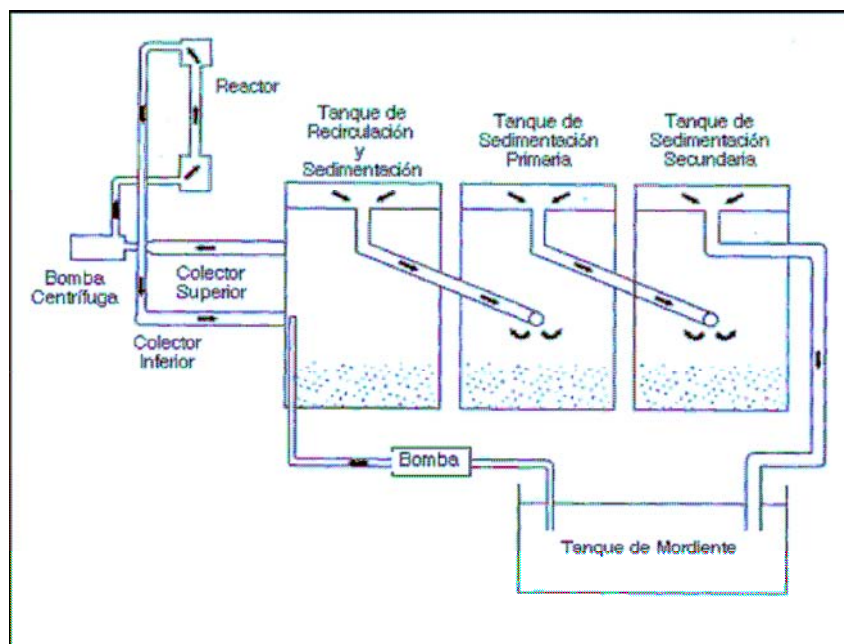 Reactor
Tanque de
Recirculación
y
Sedimentación
Tanque de
Sedimentación
Primaria
Tanque de
Sedimentación
Secundaria
Bomba
Centrífuga
Colector
Superior
Colector
Inferior
Bomba
Tanque de Mordiente